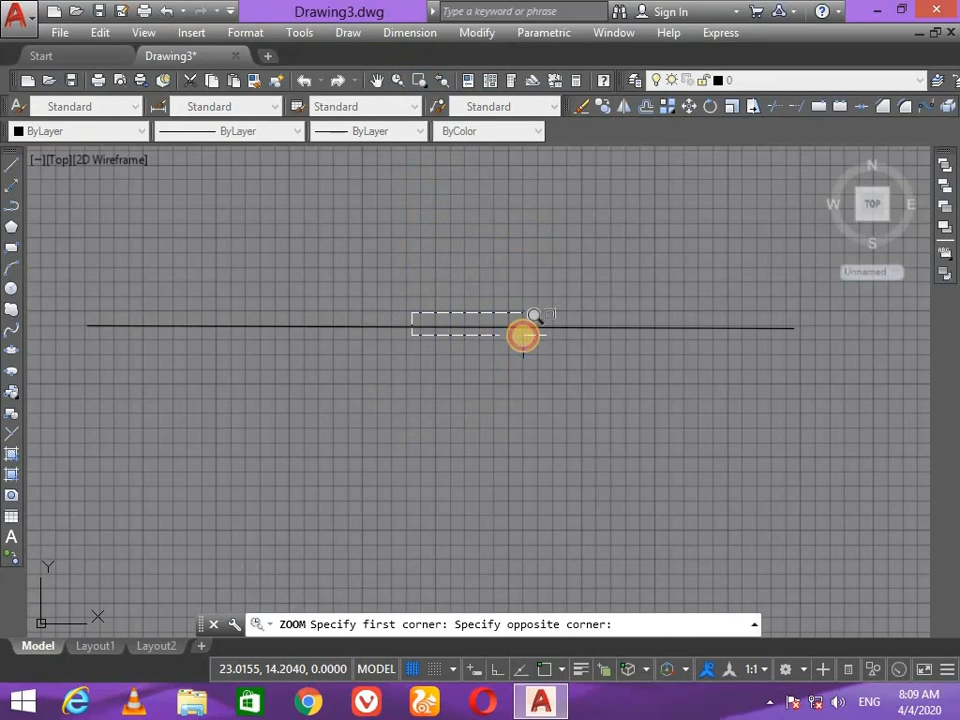 Drawing3.dwg
Type a keyword or phrase
Sign In
File Edit View Insert Format Tools Draw Dimension Modify Parametric Window Help Express
Start
Drawing3*
0
Standard Standard Standard Standard
ByLayer ByLayer ByLayer ByColor
[−][Top][2D Wireframe]
N
W TOP E
S
Unnamed
A
Y
X
ZOOM Specify first corner: Specify opposite corner:
Model Layout1 Layout2
23.0155, 14.2040, 0.0000 MODEL
1:1
ENG
8:09 AM
4/4/2020